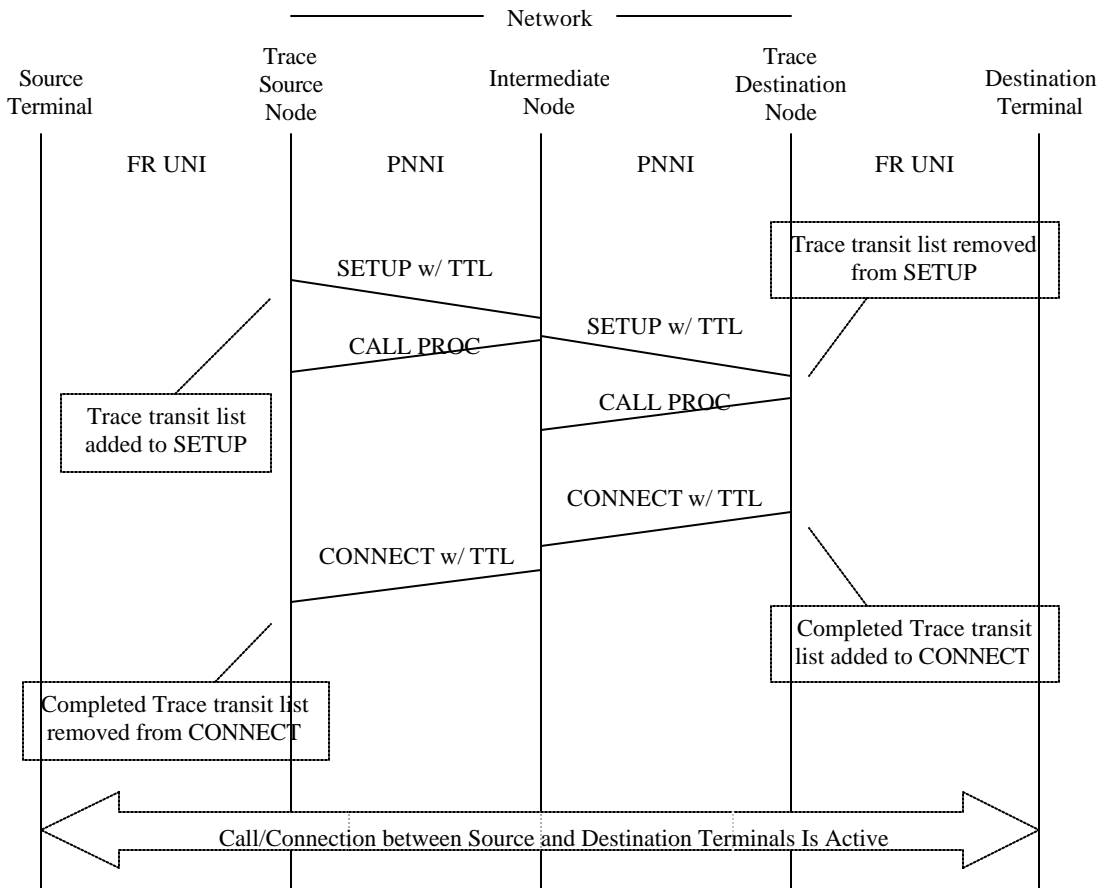 Network
Source
Terminal
Trace
Source
Node
Intermediate
Node
Trace
Destination
Node
Destination
Terminal
FR UNI
PNNI
PNNI
FR UNI
Trace transit list removed
from SETUP
SETUP w/ TTL
SETUP w/ TTL
CALL PROC
CALL PROC
Trace transit list
added to SETUP
CONNECT w/ TTL
CONNECT w/ TTL
Completed Trace transit
list added to CONNECT
Completed Trace transit list
removed from CONNECT
Call/Connection between Source and Destination Terminals Is Active